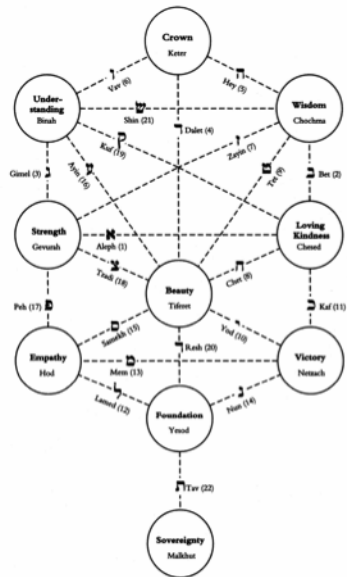 Crown
Keter
ו
Vav (6)
ה
Hey (5)
Under-
standing
Binah
ש
Shin (21)
ד Dalet (4)
Wisdom
Chochma
ק
Kuf (19)
ז
Zayin (7)
ע
Ayin (16)
ט
Tet (9)
Gimel (3) ג
ב Bet (2)
Strength
Gevurah
א
Aleph (1)
Loving
Kindness
Chesed
צ
Tzadi (18)
ח
Chet (8)
Beauty
Tiferet
Peh (17) פ
כ Kaf (11)
ס
Samekh (15)
י
Yod (10)
ר Resh (20)
Empathy
Hod
מ
Mem (13)
Victory
Netzach
ל
Lamed (12)
נ
Nun (14)
Foundation
Yesod
ת Tav (22)
Sovereignty
Malkhut